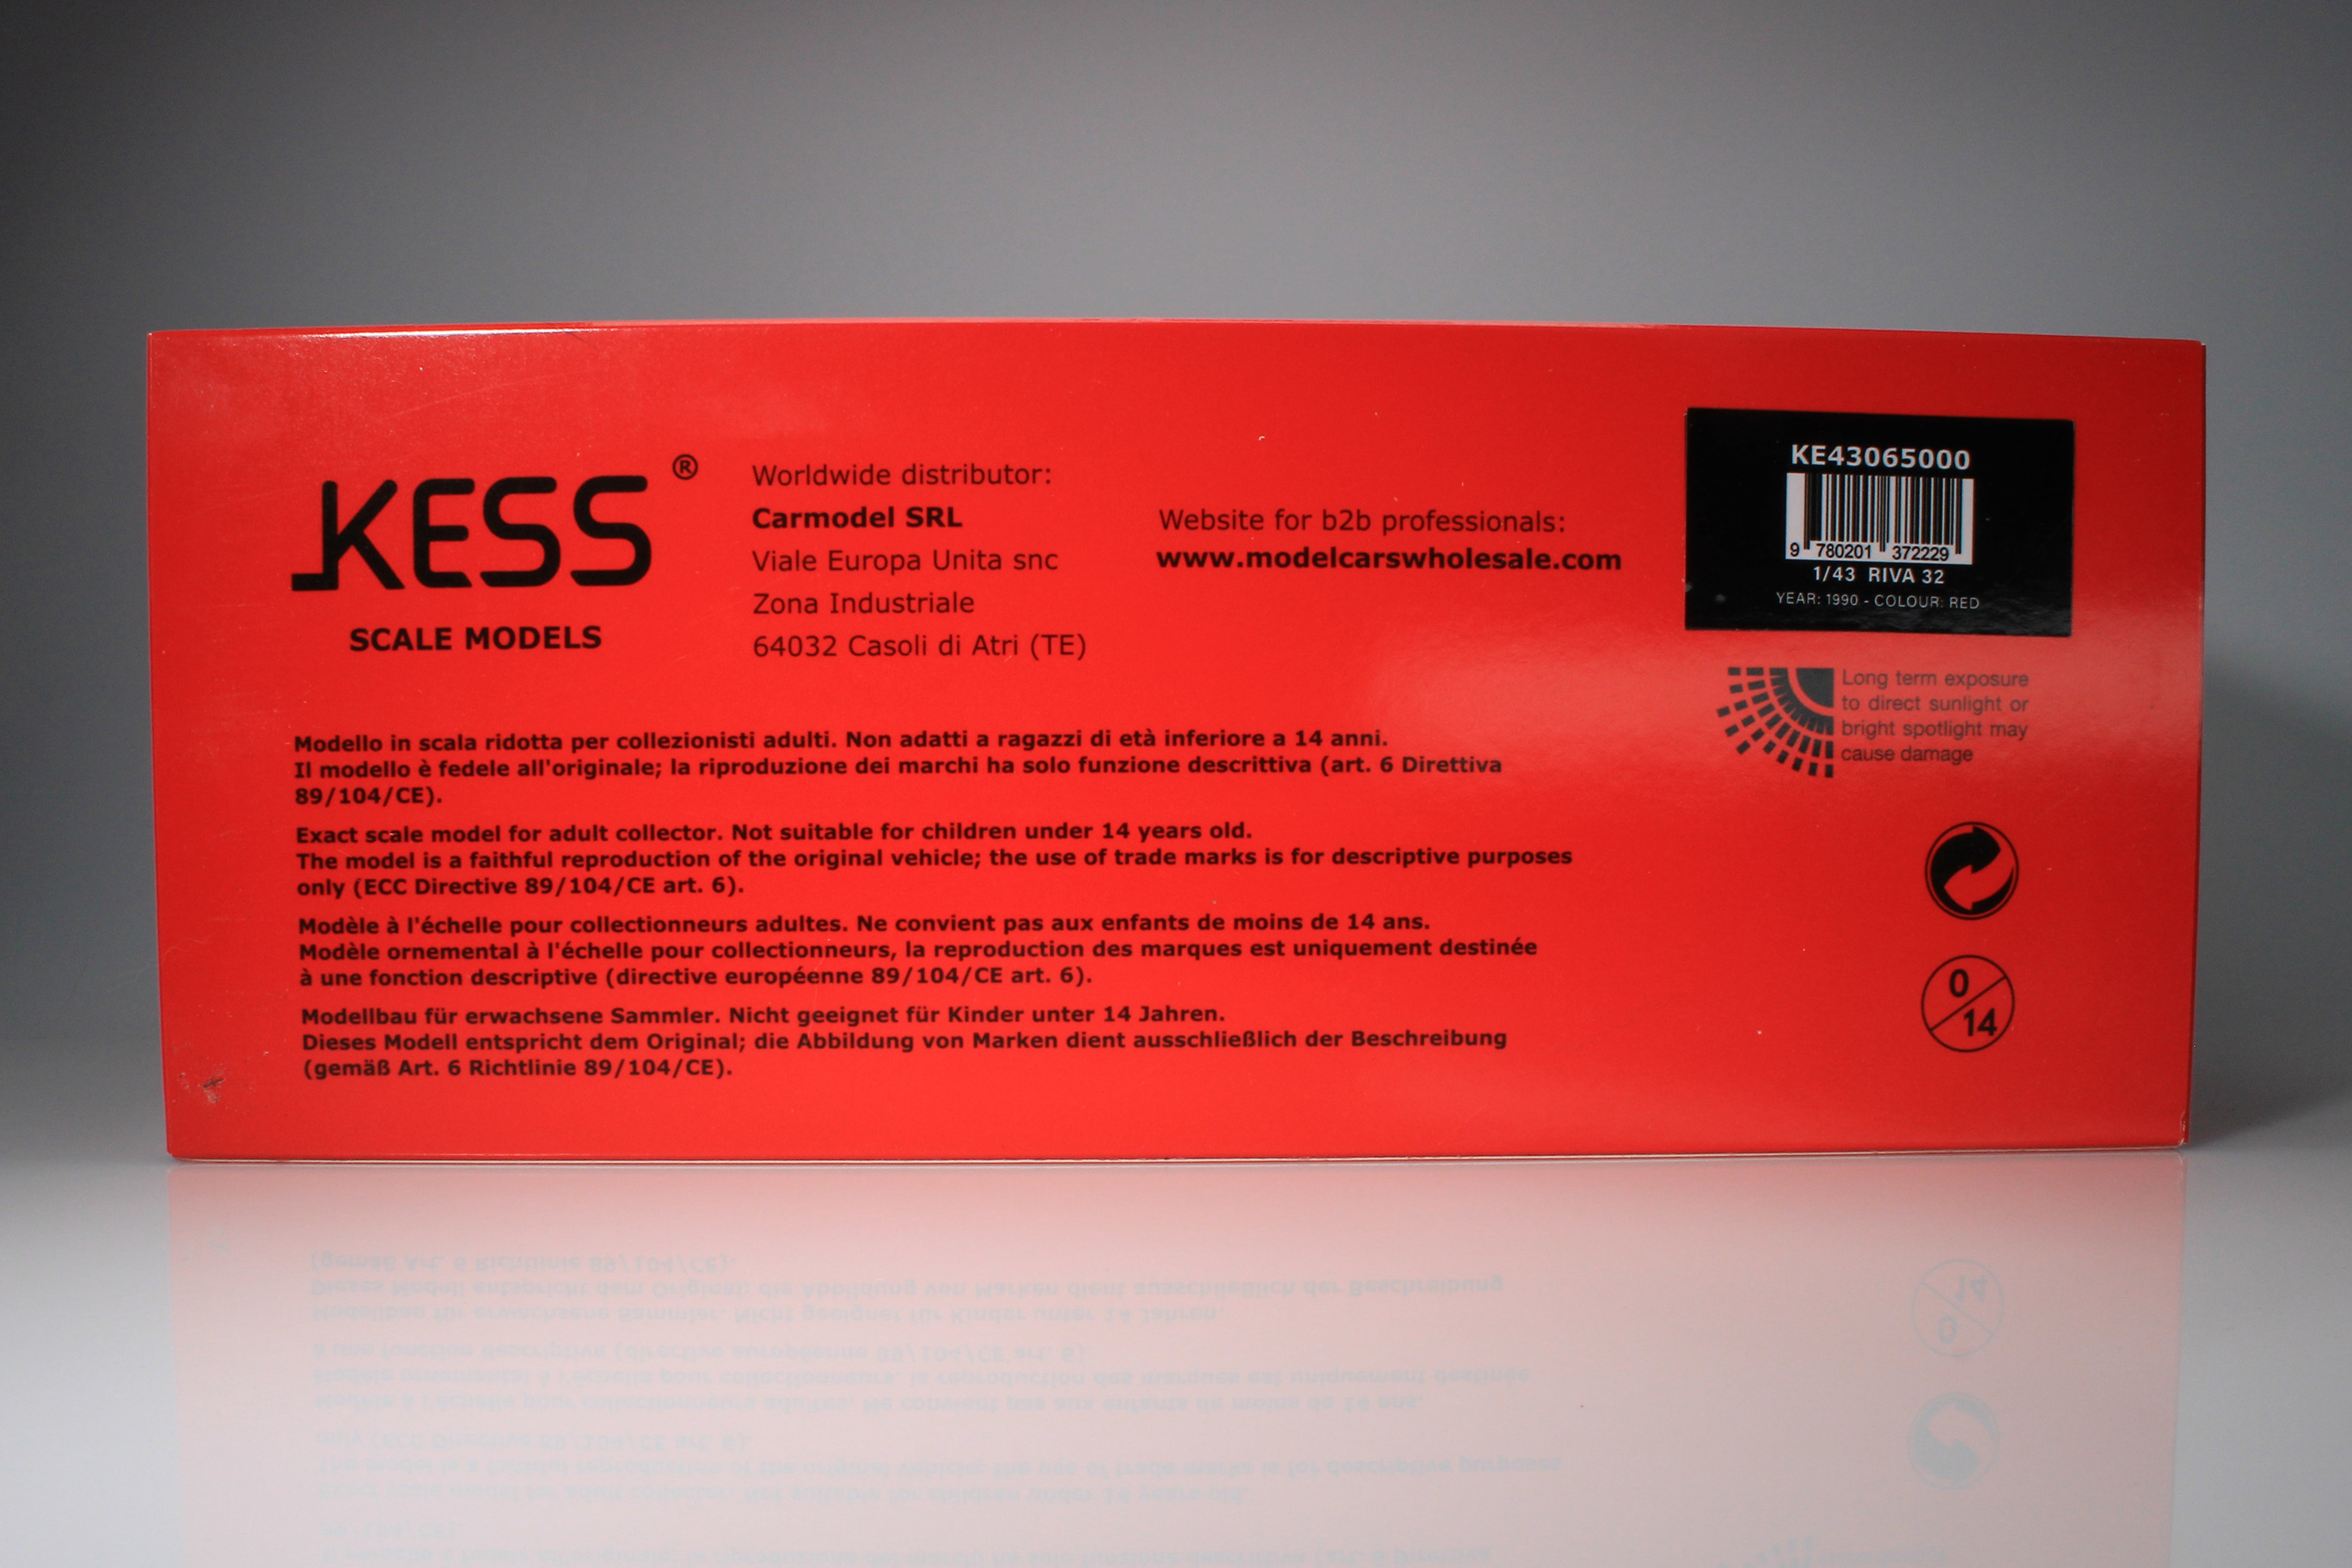 KESS®
SCALE MODELS
Worldwide distributor:
Carmodel SRL
Viale Europa Unita snc
Zona Industriale
64032 Casoli di Atri (TE)
Website for b2b professionals:
www.modelcarswholesale.com
KE43065000
9 780201 372229
1/43 RIVA 32
YEAR: 1990 - COLOUR: RED
Long term exposure
to direct sunlight or
bright spotlight may
cause damage
Modello in scala ridotta per collezionisti adulti. Non adatti a ragazzi di età inferiore a 14 anni.
Il modello è fedele all'originale; la riproduzione dei marchi ha solo funzione descrittiva (art. 6 Direttiva
89/104/CE).
Exact scale model for adult collector. Not suitable for children under 14 years old.
The model is a faithful reproduction of the original vehicle; the use of trade marks is for descriptive purposes
only (ECC Directive 89/104/CE art. 6).
Modèle à l'échelle pour collectionneurs adultes. Ne convient pas aux enfants de moins de 14 ans.
Modèle ornemental à l'échelle pour collectionneurs, la reproduction des marques est uniquement destinée
à une fonction descriptive (directive européenne 89/104/CE art. 6).
Modellbau für erwachsene Sammler. Nicht geeignet für Kinder unter 14 Jahren.
Dieses Modell entspricht dem Original; die Abbildung von Marken dient ausschließlich der Beschreibung
(gemäß Art. 6 Richtlinie 89/104/CE).
0
14